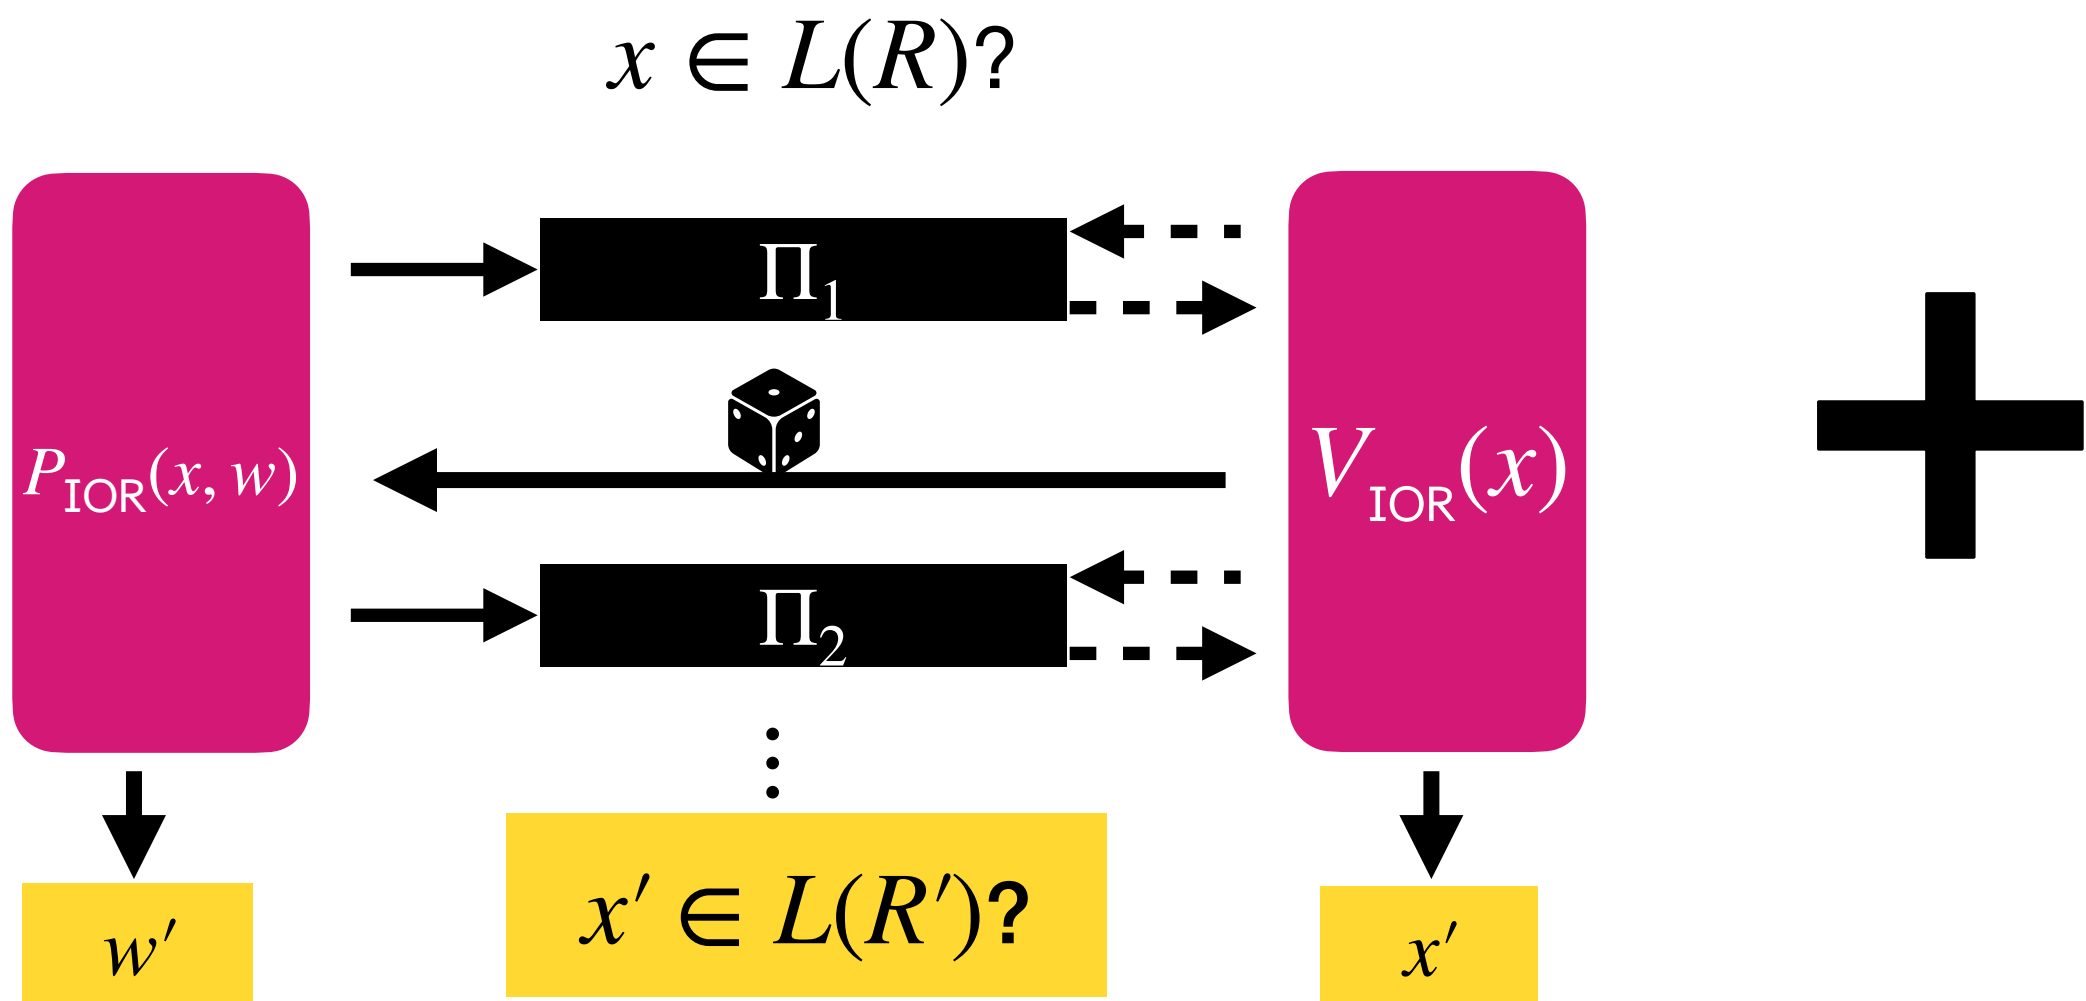 x ∈ L(R)?
Π₁
P_IOR(x, w)
V_IOR(x)
Π₂
⋮
x′ ∈ L(R′)?
w′
x′